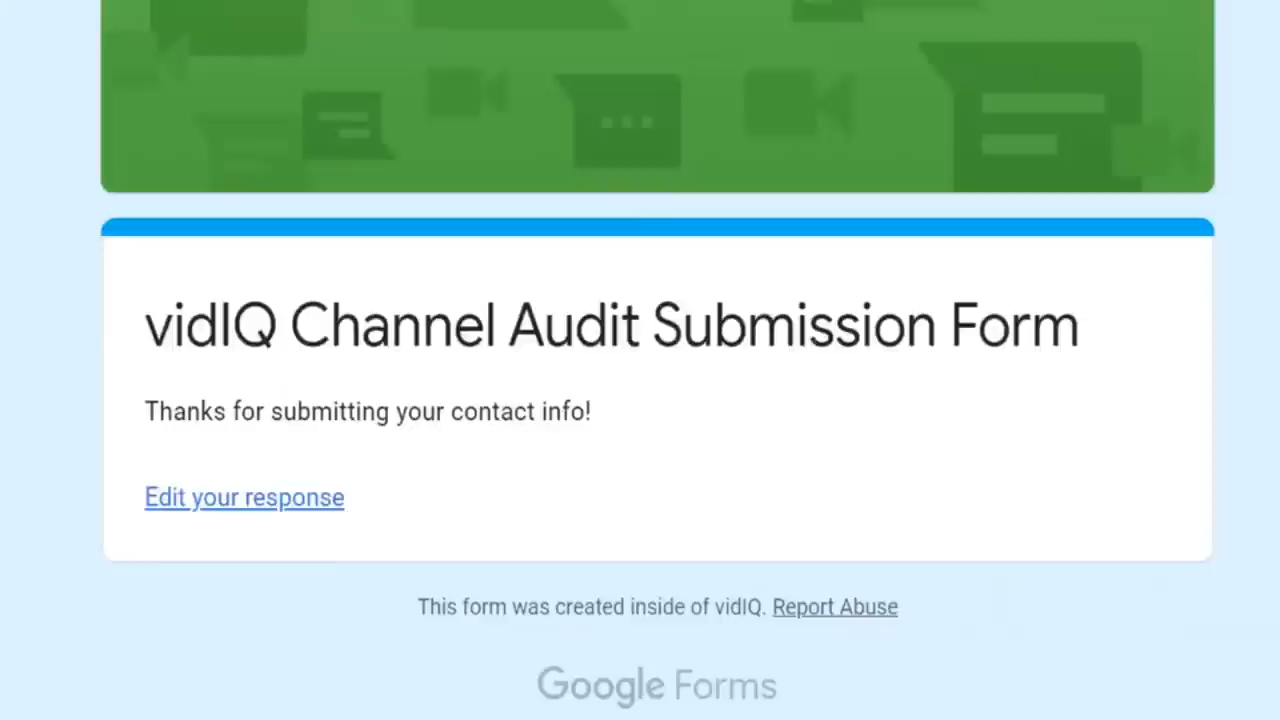 vidIQ Channel Audit Submission Form
Thanks for submitting your contact info!
Edit your response
This form was created inside of vidIQ. Report Abuse
Google Forms